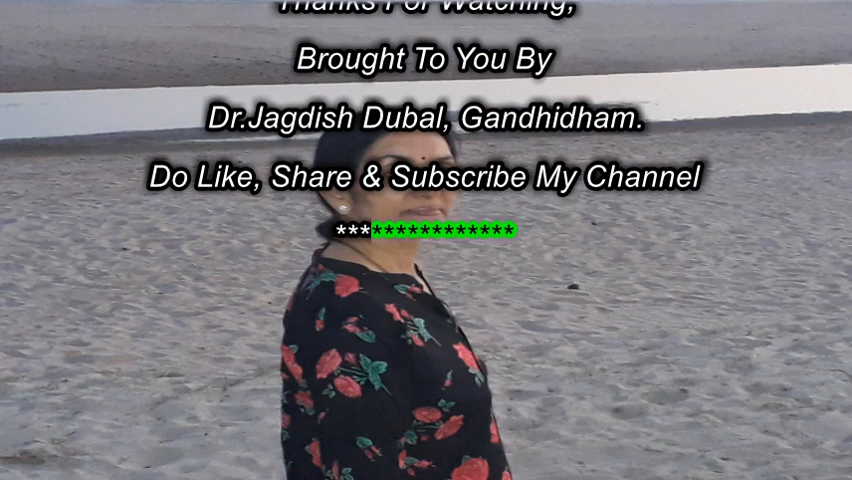 Thanks For Watching,
Brought To You By
Dr.Jagdish Dubal, Gandhidham.
Do Like, Share & Subscribe My Channel
***************